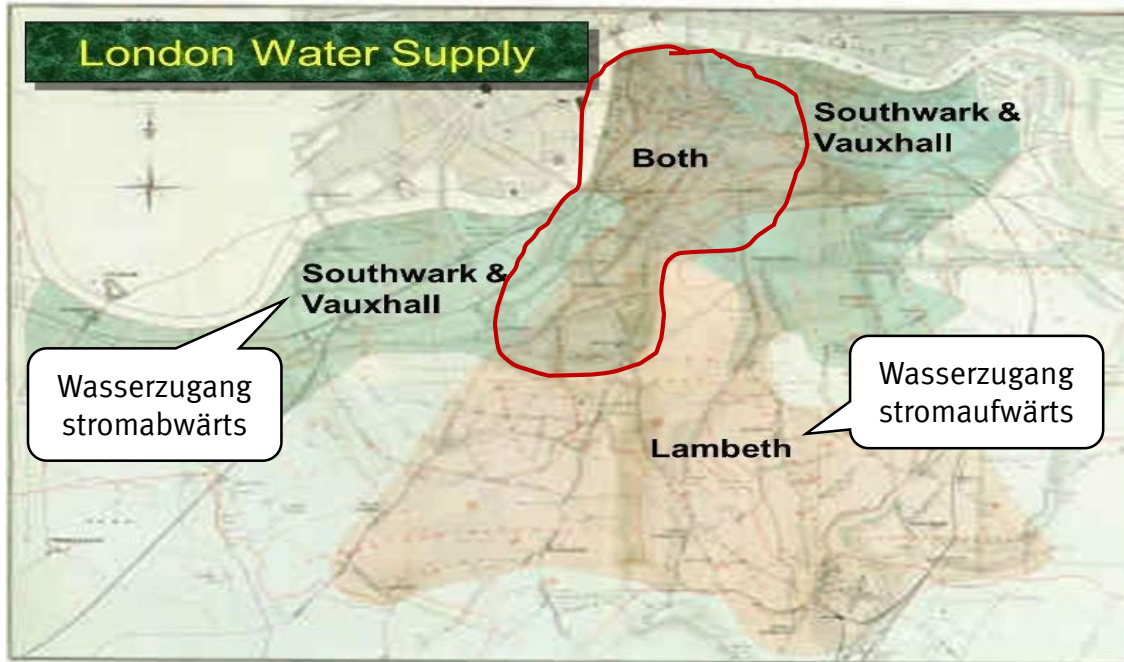 London Water Supply
Both
Southwark &
Vauxhall
Southwark &
Vauxhall
Wasserzugang
stromabwärts
Wasserzugang
stromaufwärts
Lambeth